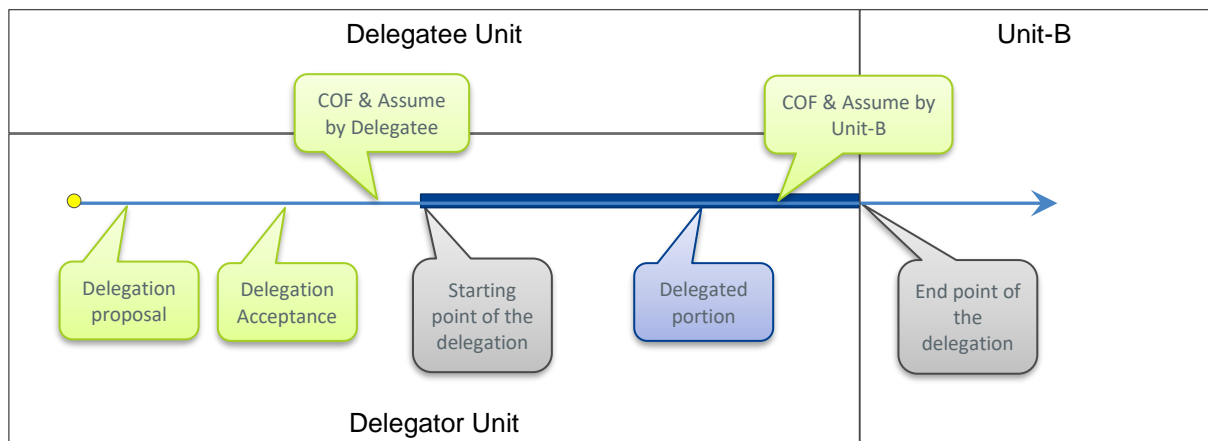 Delegatee Unit
Unit-B
COF & Assume
by Delegatee
COF & Assume by
Unit-B
Delegation
proposal
Delegation
Acceptance
Starting
point of the
delegation
Delegated
portion
End point of
the
delegation
Delegator Unit